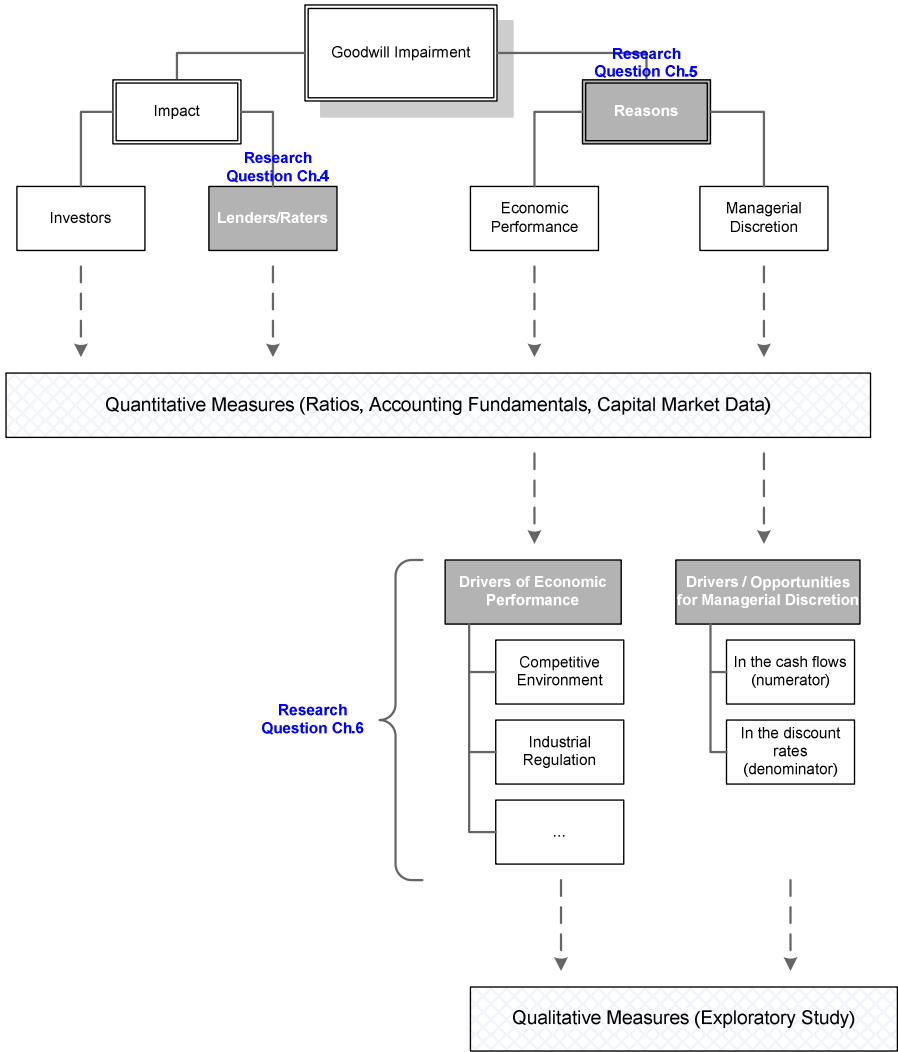 Goodwill Impairment
Research
Question Ch.5
Impact
Reasons
Research
Question Ch.4
Investors
Lenders/Raters
Economic
Performance
Managerial
Discretion
Quantitative Measures (Ratios, Accounting Fundamentals, Capital Market Data)
Drivers of Economic
Performance
Drivers / Opportunities
for Managerial Discretion
Competitive
Environment
In the cash flows
(numerator)
Research
Question Ch.6
Industrial
Regulation
In the discount
rates
(denominator)
...
Qualitative Measures (Exploratory Study)